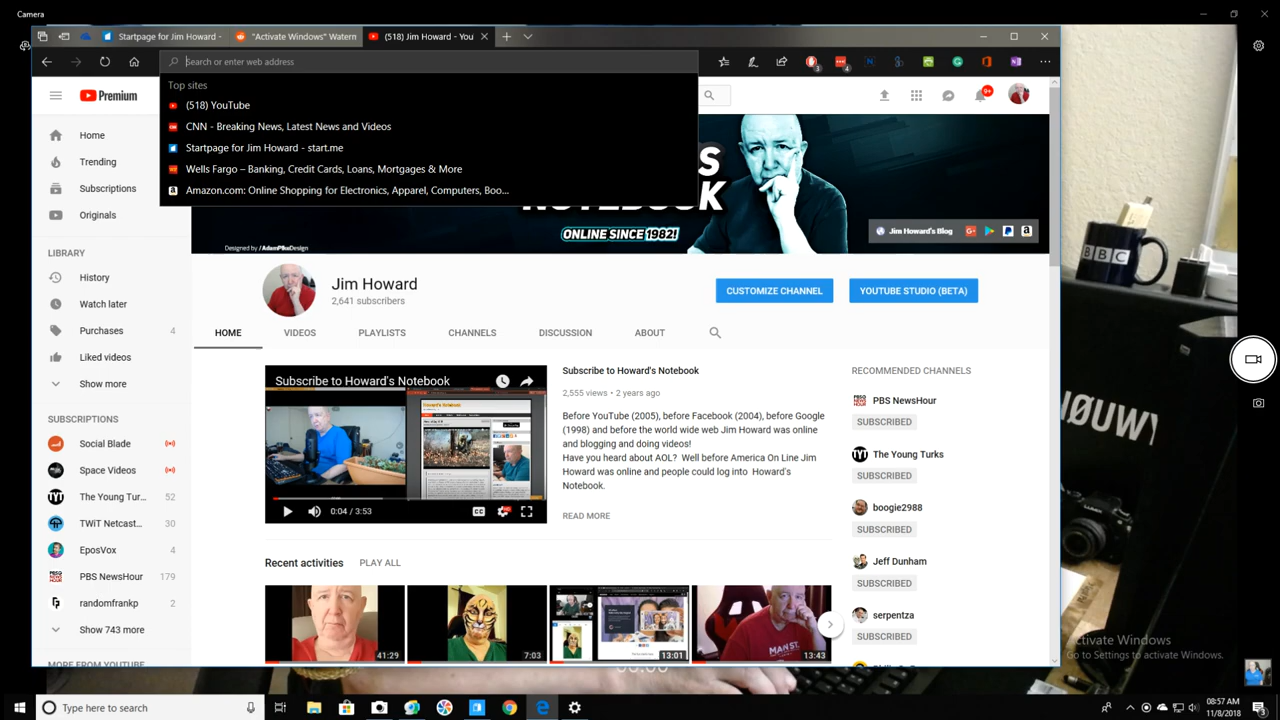 Camera
Startpage for Jim Howard -
"Activate Windows" Watern
(518) Jim Howard - You
Search or enter web address
Top sites
(518) YouTube
CNN - Breaking News, Latest News and Videos
Startpage for Jim Howard - start.me
Wells Fargo – Banking, Credit Cards, Loans, Mortgages & More
Amazon.com: Online Shopping for Electronics, Apparel, Computers, Boo...
3
4
Premium
9+
Home
Trending
Subscriptions
Originals
LIBRARY
History
Watch later
Purchases 4
Liked videos
Show more
SUBSCRIPTIONS
Social Blade
Space Videos
The Young Tur... 52
TWiT Netcast... 30
EposVox 4
PBS NewsHour 179
randomfrankp 2
Show 743 more
MORE FROM YOUTUBE
NOTEBOOK
ONLINE SINCE 1982!
Designed by /AdamPikeDesign
Jim Howard's Blog
Jim Howard
2,641 subscribers
CUSTOMIZE CHANNEL
YOUTUBE STUDIO (BETA)
HOME VIDEOS PLAYLISTS CHANNELS DISCUSSION ABOUT
Subscribe to Howard's Notebook
0:04 / 3:53
Subscribe to Howard's Notebook
2,555 views • 2 years ago
Before YouTube (2005), before Facebook (2004), before Google
(1998) and before the world wide web Jim Howard was online
and blogging and doing videos!
Have you heard about AOL? Well before America On Line Jim
Howard was online and people could log into Howard's
Notebook.
READ MORE
Recent activities PLAY ALL
41:29
7:03
13:01
MAN ST.
13:43
RECOMMENDED CHANNELS
PBS NewsHour
SUBSCRIBED
The Young Turks
SUBSCRIBED
boogie2988
SUBSCRIBED
Jeff Dunham
SUBSCRIBED
serpentza
SUBSCRIBED
BBC
Activate Windows
Go to Settings to activate Windows.
Type here to search
08:57 AM
11/8/2018
3